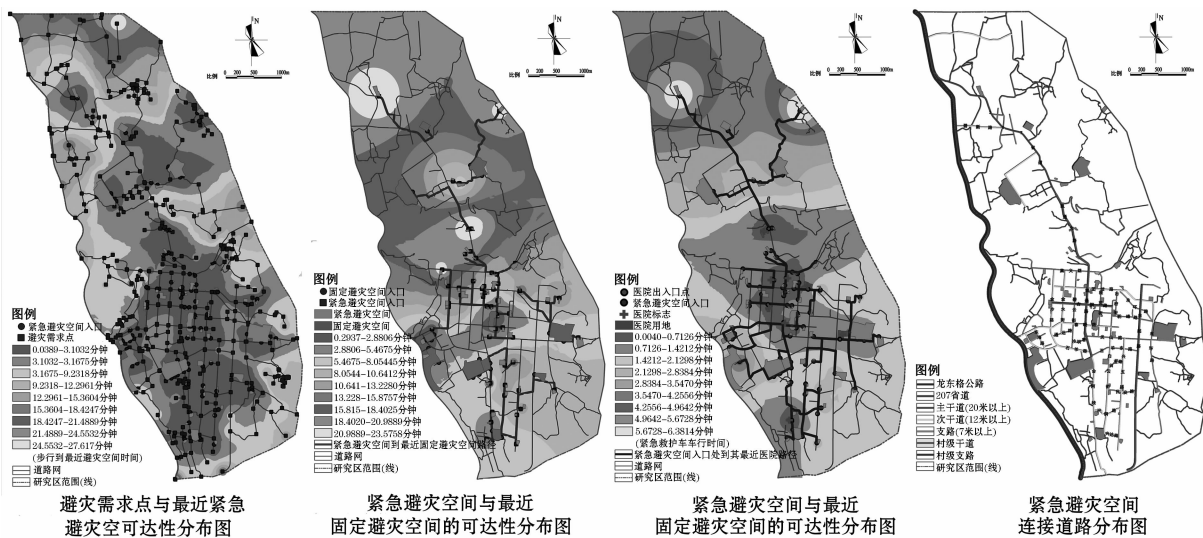 N
比例 0 200 500 1000m
图例
紧急避灾空间入口
避灾需求点
0.0389-3.1032分钟
3.1032-3.1675分钟
3.1675-9.2318分钟
9.2318-12.2961分钟
12.2961-15.3604分钟
15.3604-18.4247分钟
18.4247-21.4889分钟
21.4889-24.5532分钟
24.5532-27.617分钟
(步行到最近避灾空间时间)
道路网
研究区范围(线)
避灾需求点与最近紧急
避灾空可达性分布图
N
比例 0 200 500 1000m
图例
固定避灾空间入口
紧急避灾空间入口
紧急避灾空间
固定避灾空间
0.2937-2.8806分钟
2.8806-5.4675分钟
5.4675-8.05445分钟
8.0544-10.6412分钟
10.641-13.2280分钟
13.228-15.8757分钟
15.815-18.4025分钟
18.4020-20.9889分钟
20.9889-23.5758分钟
紧急避灾空间到最近固定避灾空间路径
道路网
研究区范围(线)
紧急避灾空间与最近
固定避灾空间的可达性分布图
N
比例 0 200 500 1000m
图例
医院出入口点
紧急避灾空间入口
医院标志
医院用地
0.0040-0.7126分钟
0.7126-1.4212分钟
1.4212-2.1298分钟
2.1298-2.8384分钟
2.8384-3.5470分钟
3.5470-4.2556分钟
4.2556-4.9642分钟
4.9642-5.6728分钟
5.6728-6.3814分钟
(紧急救护车车行时间)
紧急避灾空间入口处到其最近医院路径
道路网
研究区范围(线)
紧急避灾空间与最近
固定避灾空间的可达性分布图
N
比例 0 200 500 1000m
图例
龙东格公路
207省道
主干道(20米以上)
次干道(12米以上)
支路(7米以上)
村级干道
村级支路
研究区范围(线)
紧急避灾空间
连接道路分布图